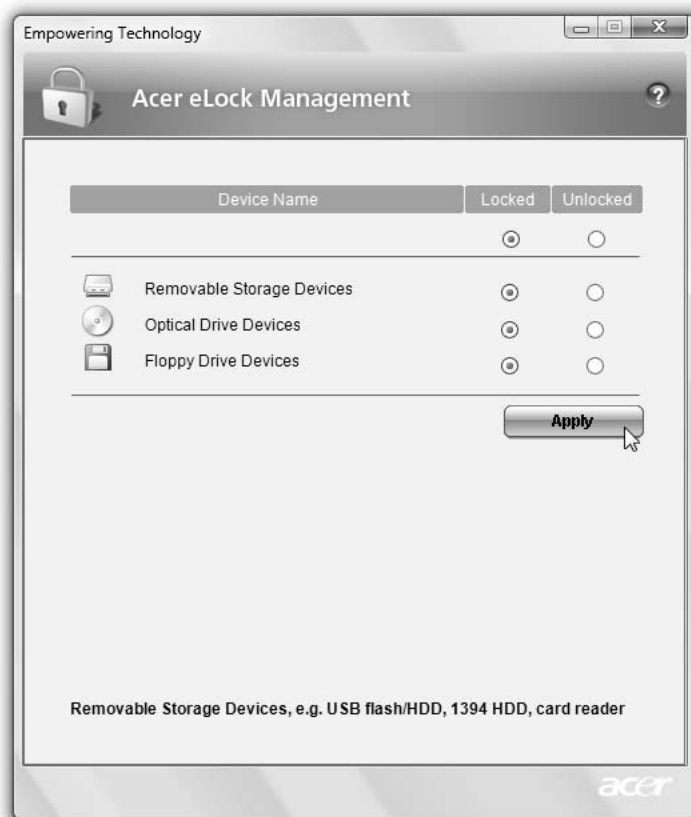 Empowering Technology
Acer eLock Management
?
Device Name Locked Unlocked
Removable Storage Devices
Optical Drive Devices
Floppy Drive Devices
Apply
Removable Storage Devices, e.g. USB flash/HDD, 1394 HDD, card reader
acer